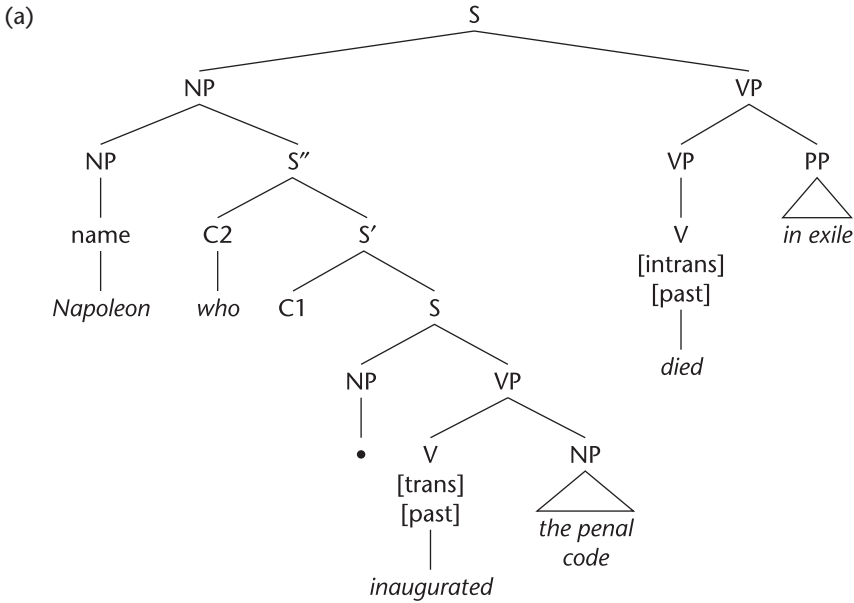 (a)
S
NP VP
NP S″ VP PP
name C2 S′ V in exile
[intrans]
Napoleon who C1 S [past]
died
NP VP
• V NP
[trans]
[past] the penal
code
inaugurated